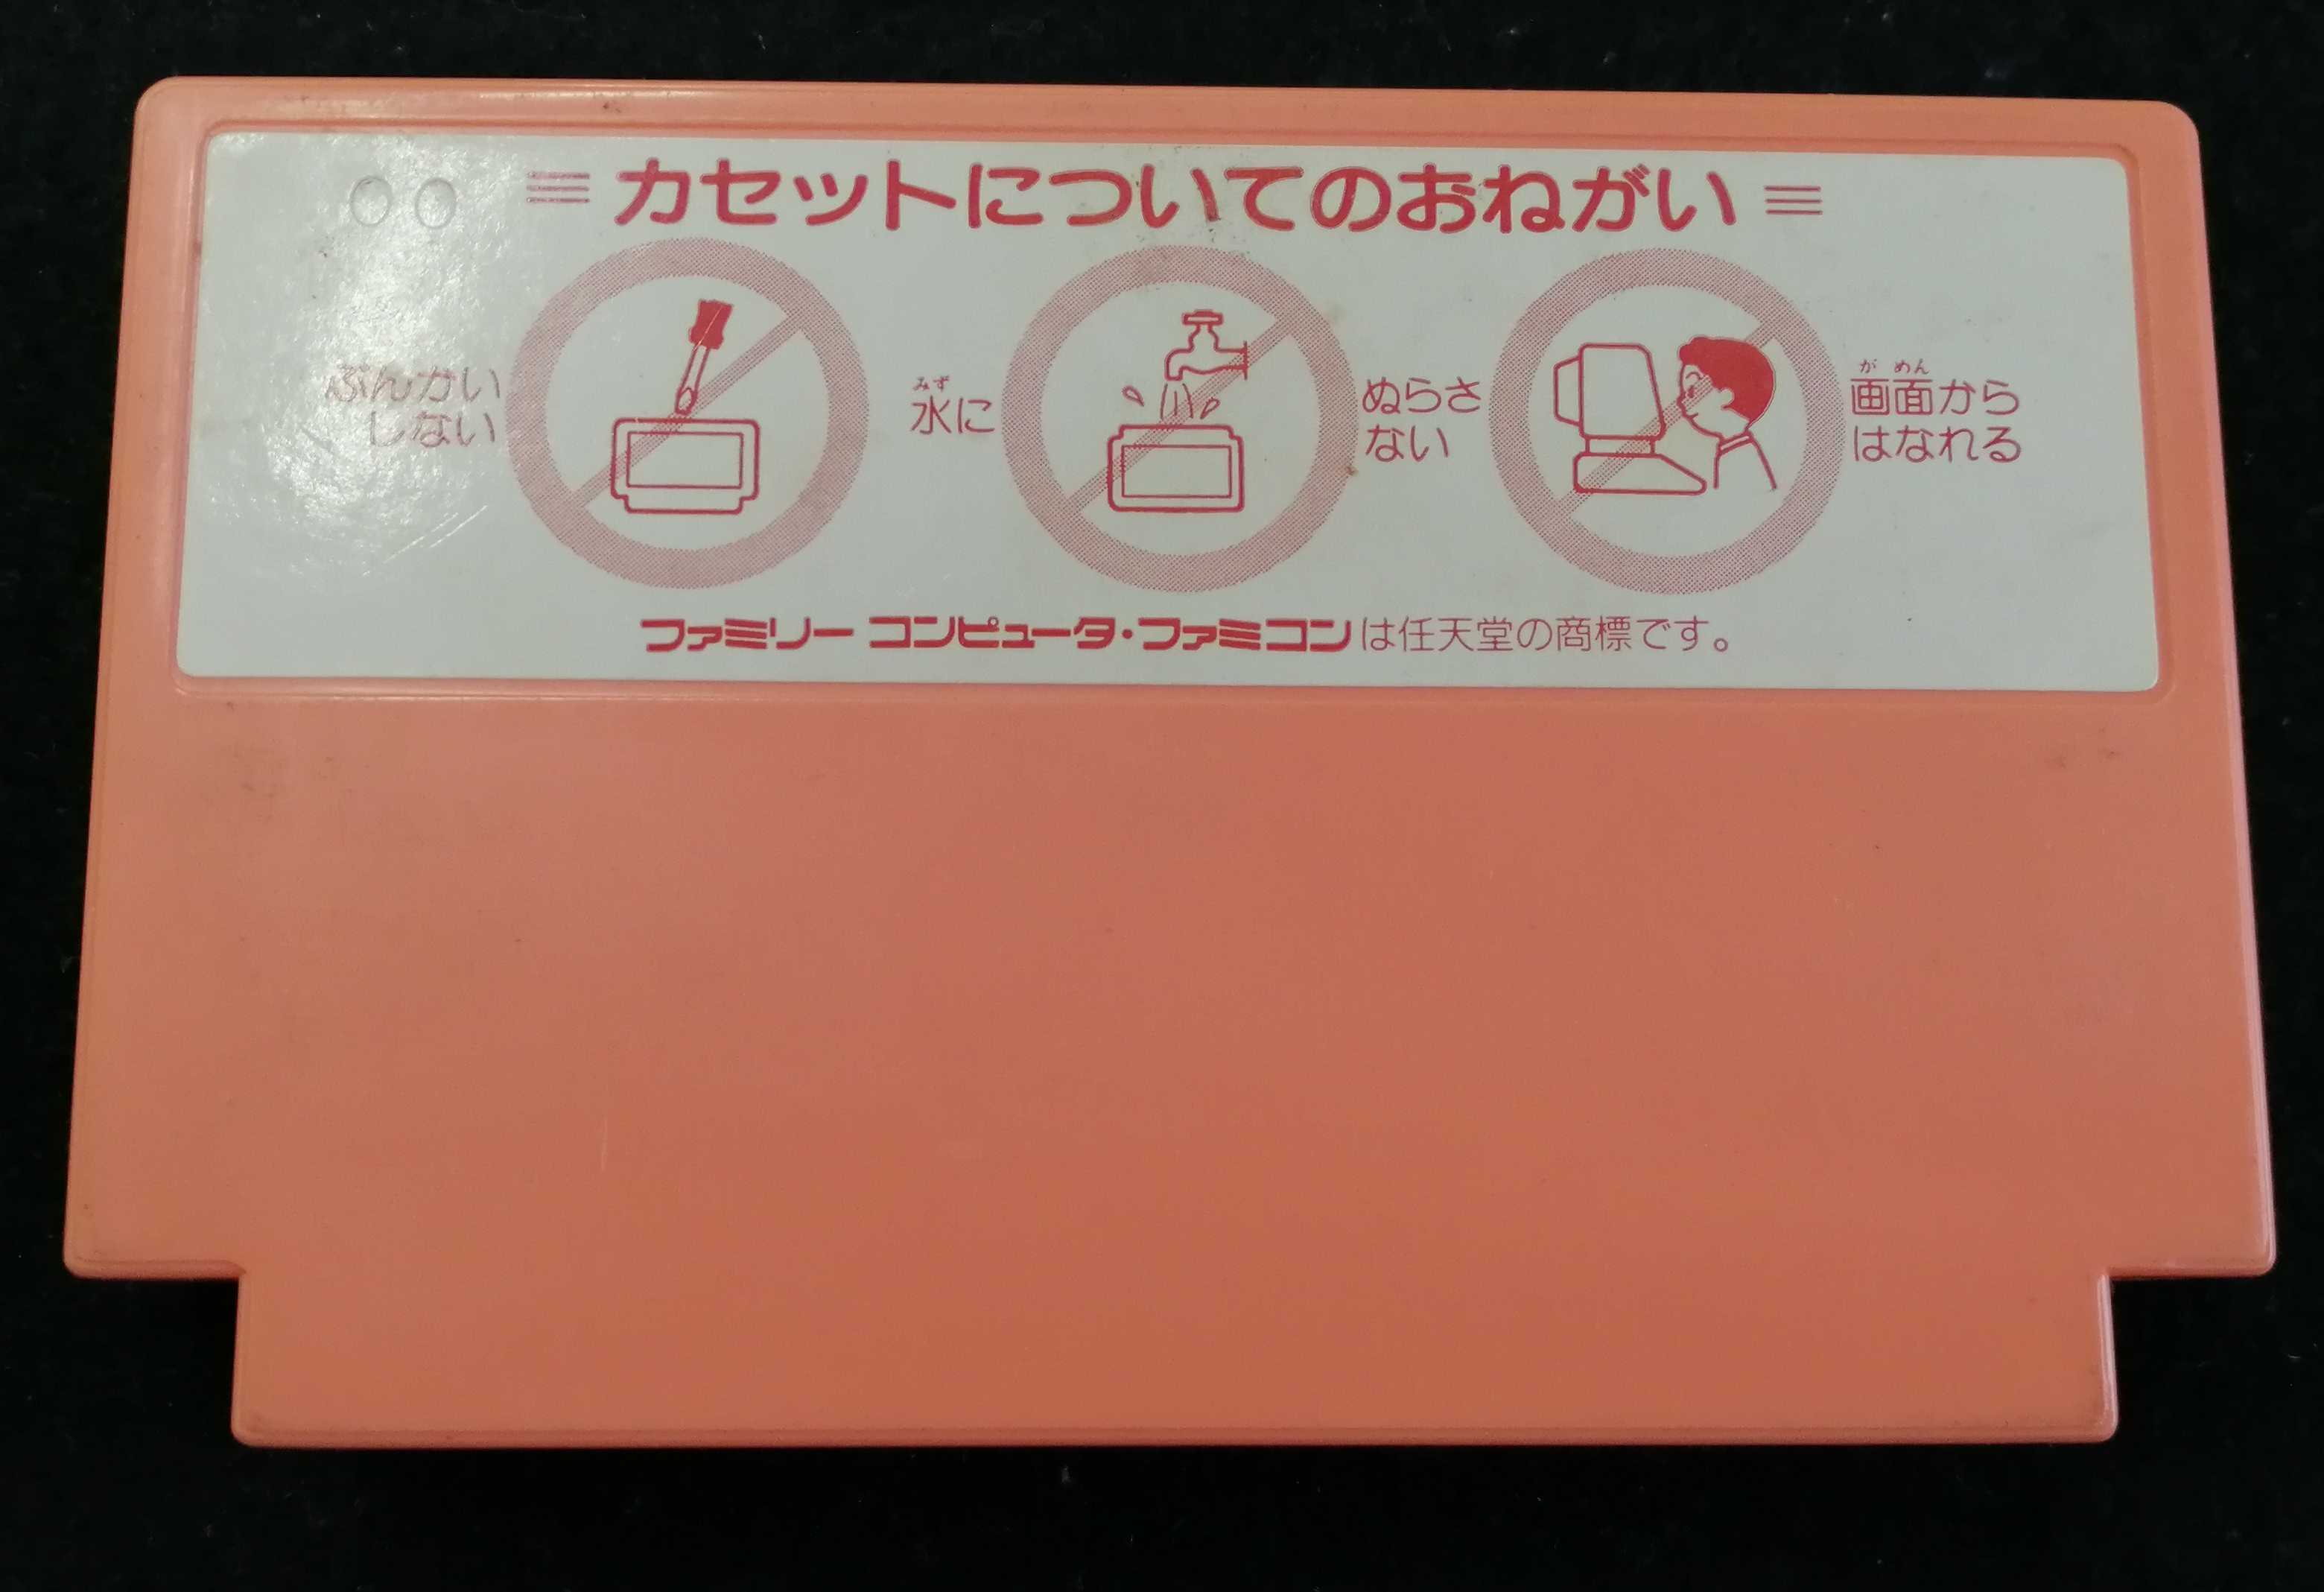 00
≡カセットについてのおねがい≡
ぶんかい
しない
みず
水に
ぬらさ
ない
がめん
画面から
はなれる
ファミリー コンピュータ・ファミコンは任天堂の商標です。